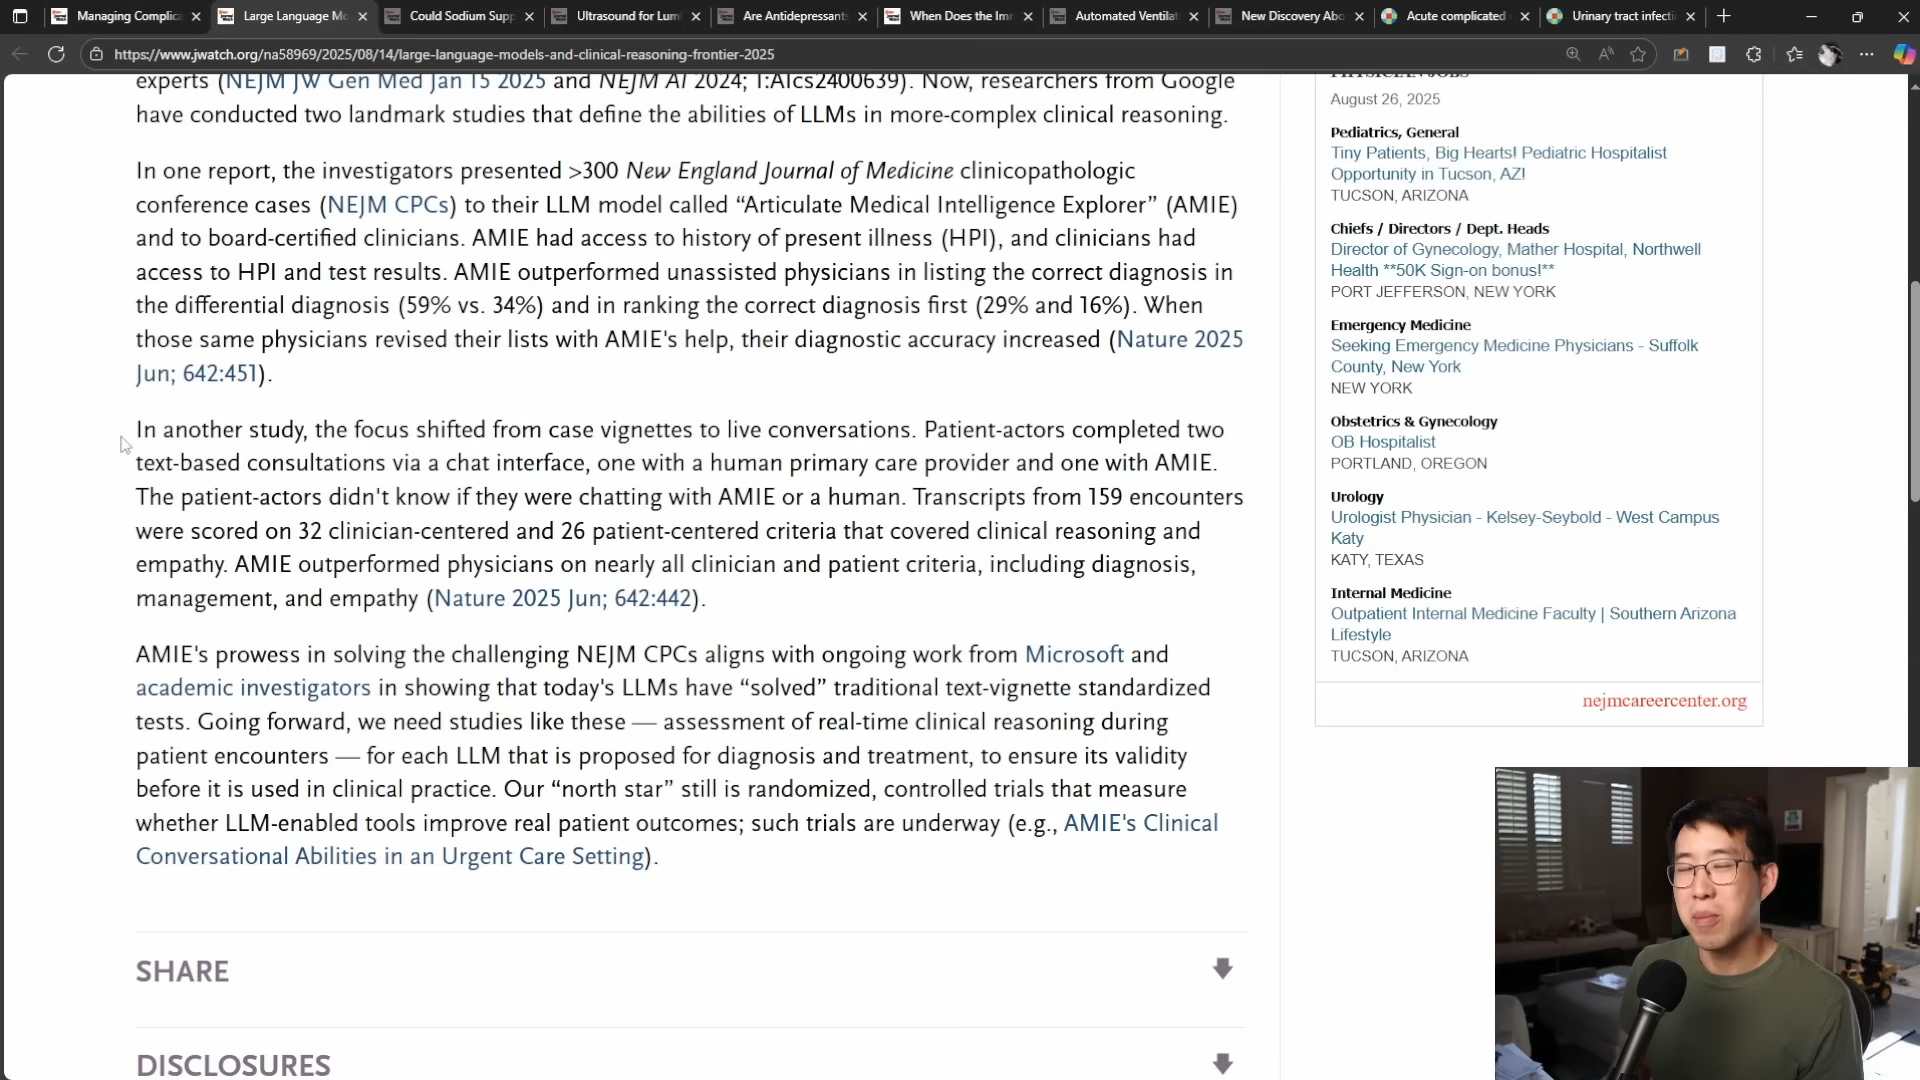 Managing Complica
Large Language Mo
Could Sodium Supp
Ultrasound for Lum
Are Antidepressant
When Does the Imm
Automated Ventilat
New Discovery Abo
Acute complicated
Urinary tract infecti
https://www.jwatch.org/na58969/2025/08/14/large-language-models-and-clinical-reasoning-frontier-2025
experts (NEJM JW Gen Med Jan 15 2025 and NEJM AI 2024; 1:AIcs2400639). Now, researchers from Google
have conducted two landmark studies that define the abilities of LLMs in more-complex clinical reasoning.
In one report, the investigators presented >300 New England Journal of Medicine clinicopathologic
conference cases (NEJM CPCs) to their LLM model called “Articulate Medical Intelligence Explorer” (AMIE)
and to board-certified clinicians. AMIE had access to history of present illness (HPI), and clinicians had
access to HPI and test results. AMIE outperformed unassisted physicians in listing the correct diagnosis in
the differential diagnosis (59% vs. 34%) and in ranking the correct diagnosis first (29% and 16%). When
those same physicians revised their lists with AMIE's help, their diagnostic accuracy increased (Nature 2025
Jun; 642:451).
In another study, the focus shifted from case vignettes to live conversations. Patient-actors completed two
text-based consultations via a chat interface, one with a human primary care provider and one with AMIE.
The patient-actors didn't know if they were chatting with AMIE or a human. Transcripts from 159 encounters
were scored on 32 clinician-centered and 26 patient-centered criteria that covered clinical reasoning and
empathy. AMIE outperformed physicians on nearly all clinician and patient criteria, including diagnosis,
management, and empathy (Nature 2025 Jun; 642:442).
AMIE's prowess in solving the challenging NEJM CPCs aligns with ongoing work from Microsoft and
academic investigators in showing that today's LLMs have “solved” traditional text-vignette standardized
tests. Going forward, we need studies like these — assessment of real-time clinical reasoning during
patient encounters — for each LLM that is proposed for diagnosis and treatment, to ensure its validity
before it is used in clinical practice. Our “north star” still is randomized, controlled trials that measure
whether LLM-enabled tools improve real patient outcomes; such trials are underway (e.g., AMIE's Clinical
Conversational Abilities in an Urgent Care Setting).
SHARE
DISCLOSURES
PHYSICIAN JOBS
August 26, 2025
Pediatrics, General
Tiny Patients, Big Hearts! Pediatric Hospitalist
Opportunity in Tucson, AZ!
TUCSON, ARIZONA
Chiefs / Directors / Dept. Heads
Director of Gynecology, Mather Hospital, Northwell
Health **50K Sign-on bonus!**
PORT JEFFERSON, NEW YORK
Emergency Medicine
Seeking Emergency Medicine Physicians - Suffolk
County, New York
NEW YORK
Obstetrics & Gynecology
OB Hospitalist
PORTLAND, OREGON
Urology
Urologist Physician - Kelsey-Seybold - West Campus
Katy
KATY, TEXAS
Internal Medicine
Outpatient Internal Medicine Faculty | Southern Arizona
Lifestyle
TUCSON, ARIZONA
nejmcareercenter.org